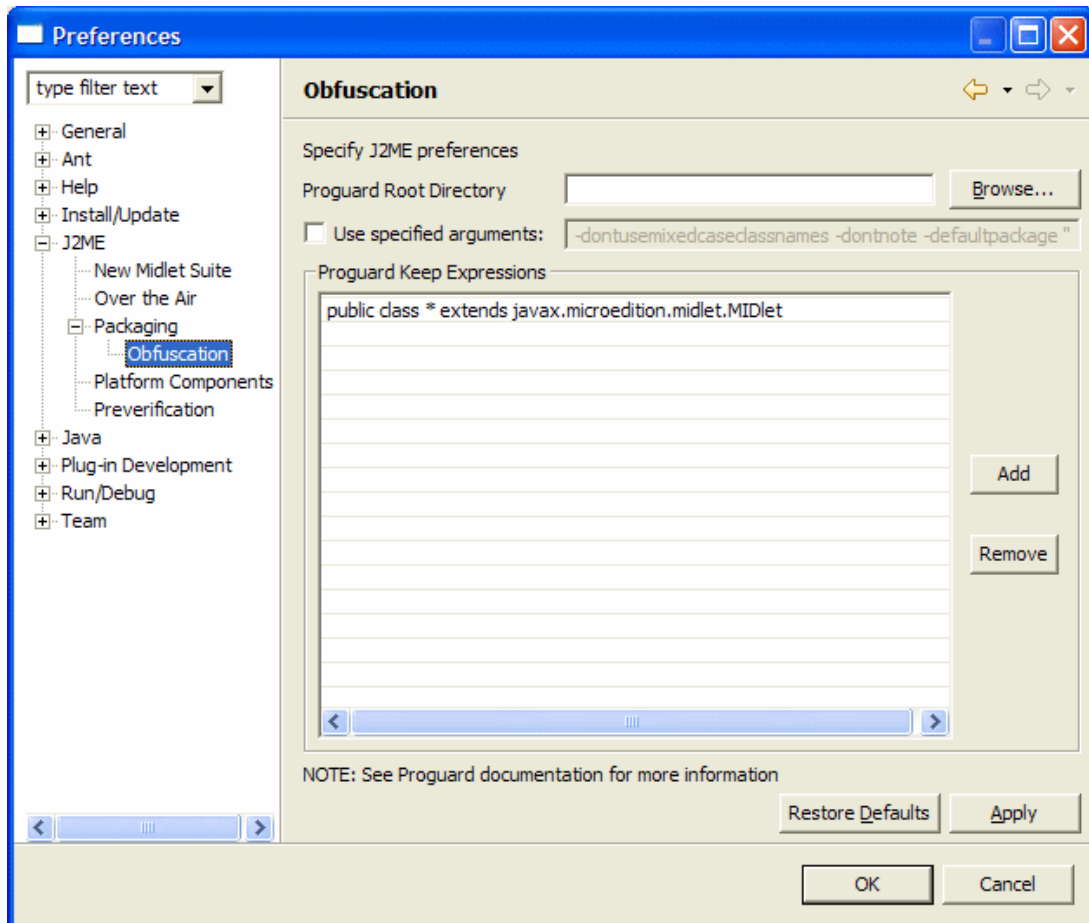 Preferences
type filter text
General
Ant
Help
Install/Update
J2ME
New Midlet Suite
Over the Air
Packaging
Obfuscation
Platform Components
Preverification
Java
Plug-in Development
Run/Debug
Team
Obfuscation
Specify J2ME preferences
Proguard Root Directory
Browse...
Use specified arguments:
-dontusemixedcaseclassnames -dontnote -defaultpackage "
Proguard Keep Expressions
public class * extends javax.microedition.midlet.MIDlet
Add
Remove
NOTE: See Proguard documentation for more information
Restore Defaults
Apply
OK
Cancel